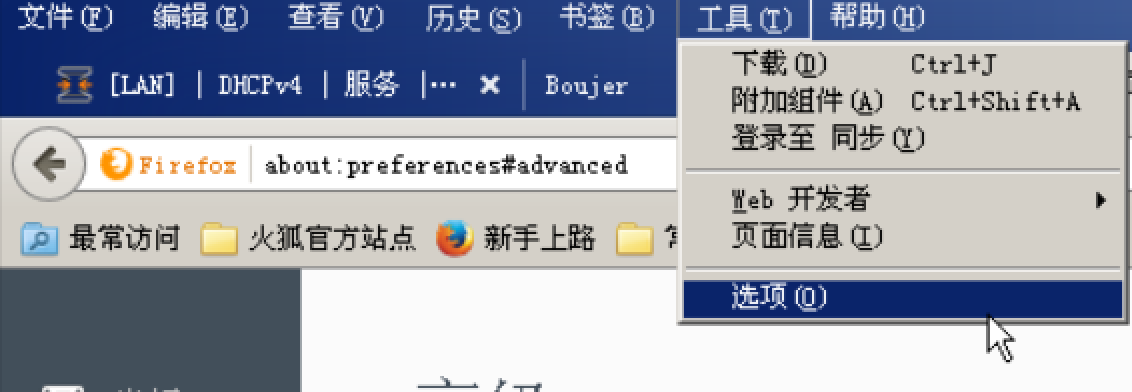 文件(F) 编辑(E) 查看(V) 历史(S) 书签(B) 工具(T) 帮助(H)
[LAN] | DHCPv4 | 服务 |··· × Boujer
下载(D) Ctrl+J
附加组件(A) Ctrl+Shift+A
登录至 同步(Y)
Web 开发者
页面信息(I)
选项(O)
Firefox about:preferences#advanced
最常访问 火狐官方站点 新手上路